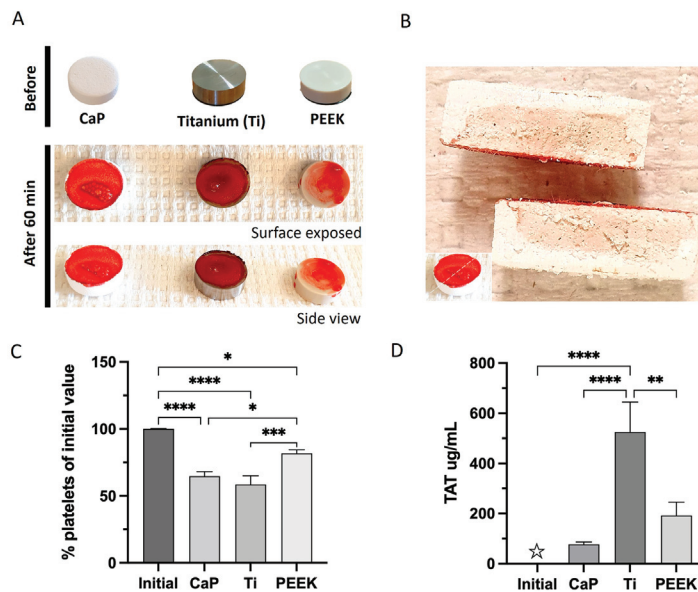 A
B
Before
CaP
Titanium (Ti)
PEEK
After 60 min
Surface exposed
Side view
C
D
% platelets of initial value
150
100
50
0
*
****
****
*
***
Initial CaP Ti PEEK
TAT ug/mL
800
600
400
200
0
****
****
**
Initial CaP Ti PEEK